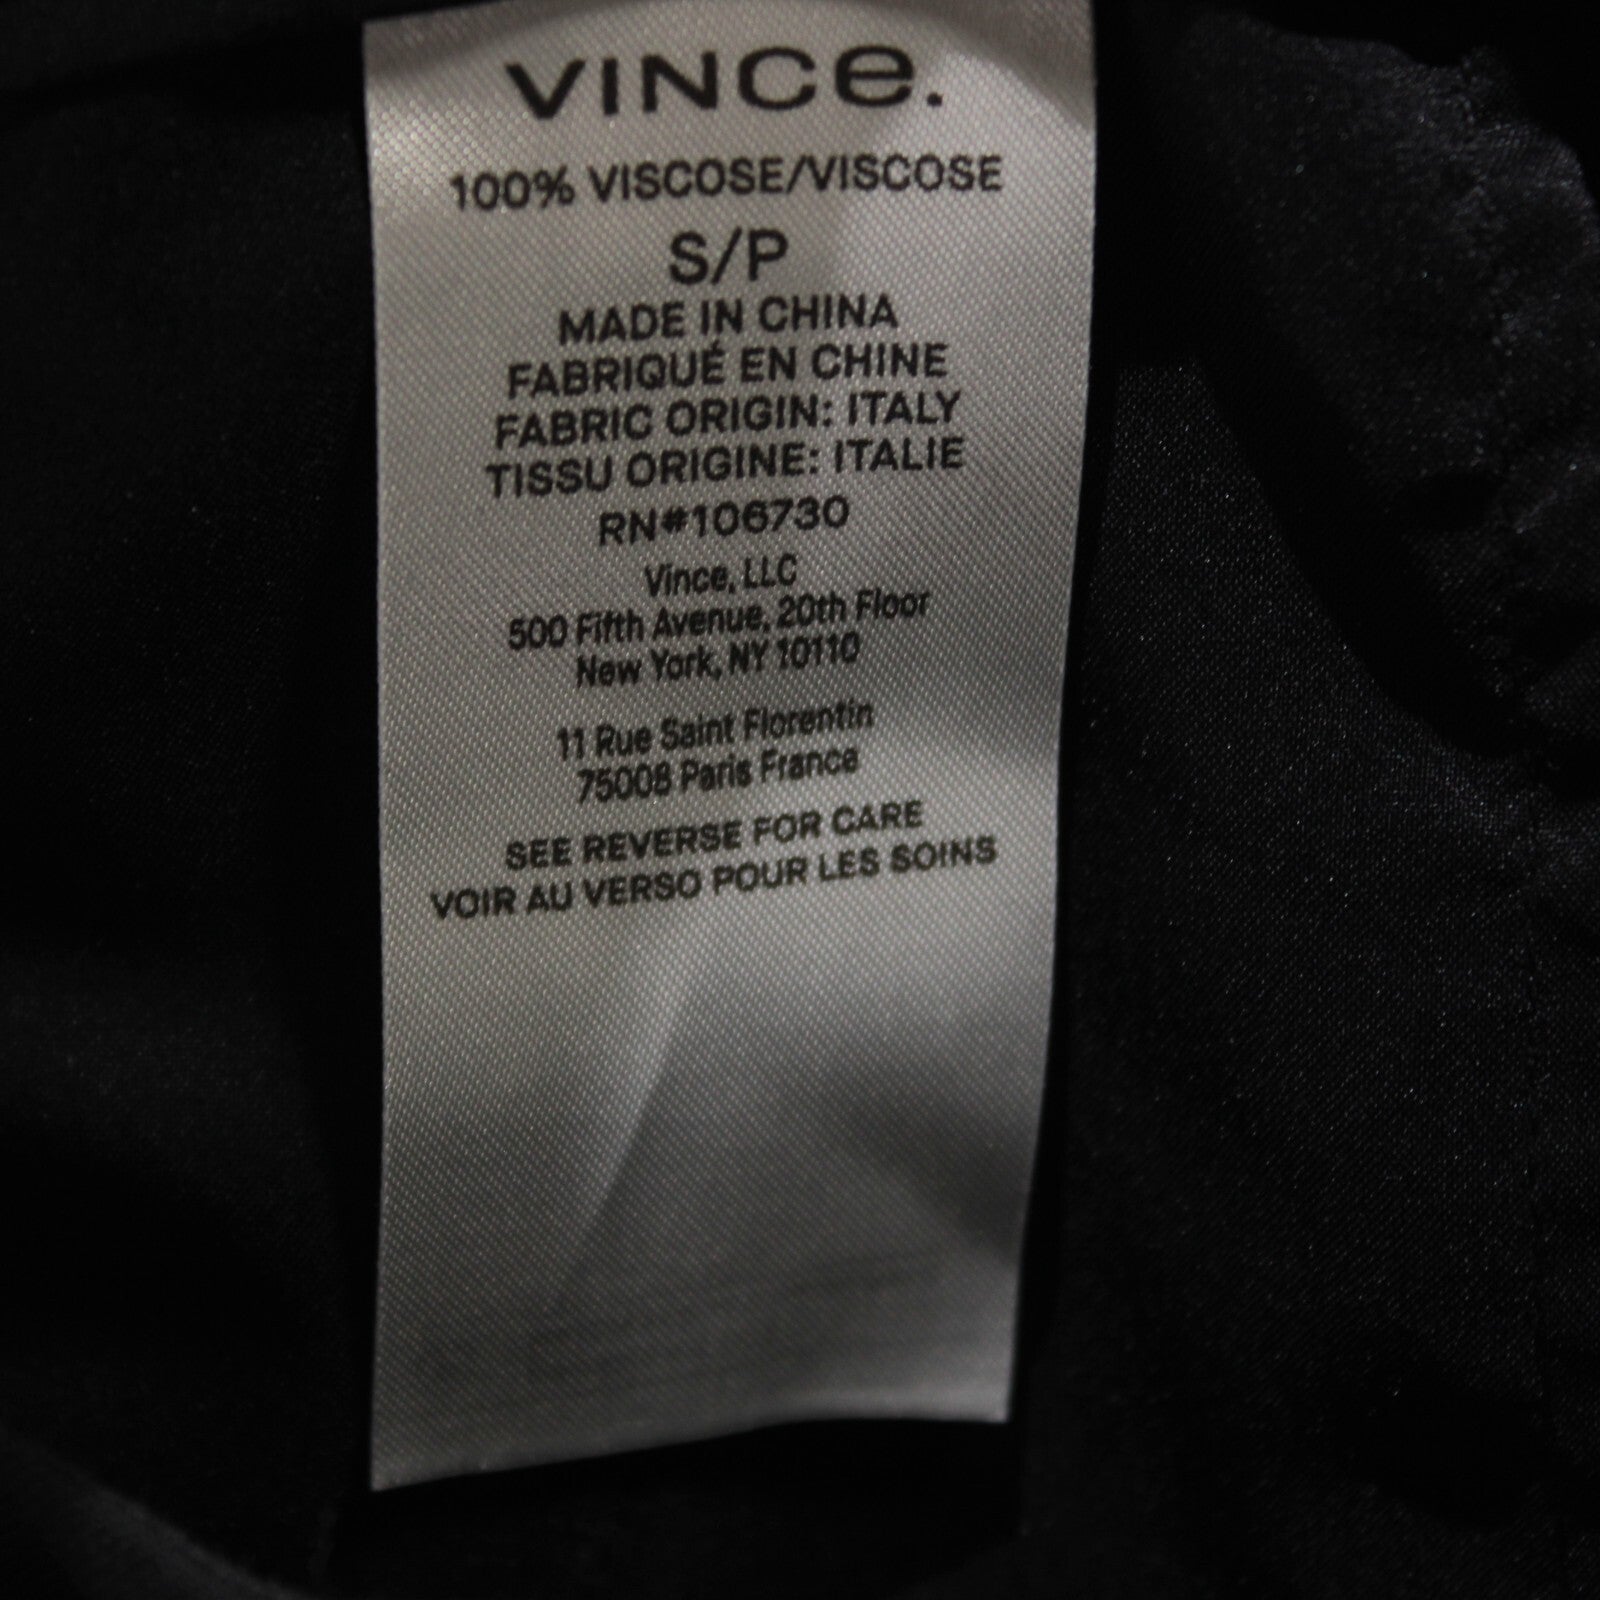 VINCe.
100% VISCOSE/VISCOSE
S/P
MADE IN CHINA
FABRIQUÉ EN CHINE
FABRIC ORIGIN: ITALY
TISSU ORIGINE: ITALIE
RN#106730
Vince, LLC
500 Fifth Avenue, 20th Floor
New York, NY 10110
11 Rue Saint Florentin
75008 Paris France
SEE REVERSE FOR CARE
VOIR AU VERSO POUR LES SOINS